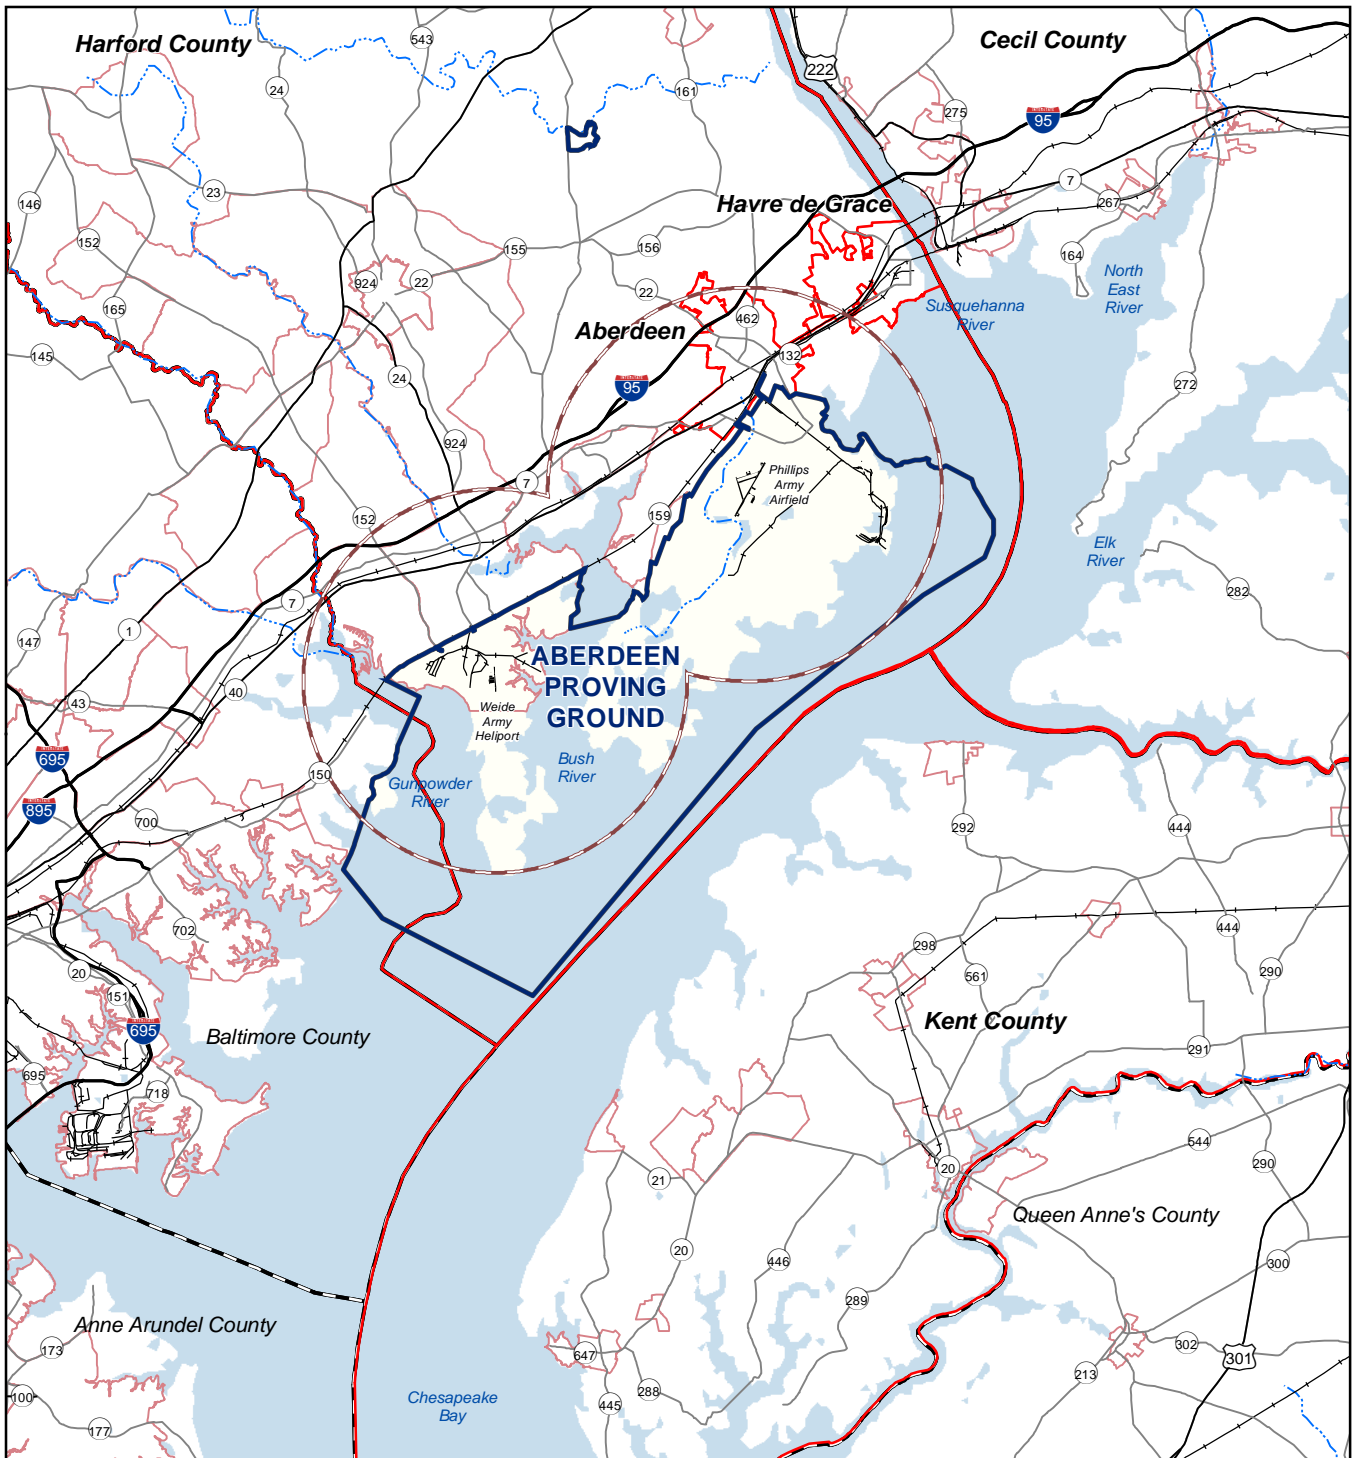 Harford County
543
Cecil County
222
24
161
275
INTERSTATE
95
23
7
267
146
Havre de Grace
152
155
156
164
North
East
River
924
22
22
165
462
Susquehanna
River
Aberdeen
145
132
24
INTERSTATE
95
272
924
7
Phillips
Army
Airfield
152
159
Elk
River
282
7
1
147
ABERDEEN
PROVING
GROUND
40
43
Weide
Army
Heliport
INTERSTATE
695
Bush
River
150
Gunpowder
River
INTERSTATE
895
700
292
444
702
444
298
20
561
290
151
INTERSTATE
695
Kent County
Baltimore County
291
695
718
544
20
290
21
Queen Anne's County
20
446
300
289
Anne Arundel County
173
647
302
301
213
100
288
Chesapeake
Bay
445
177